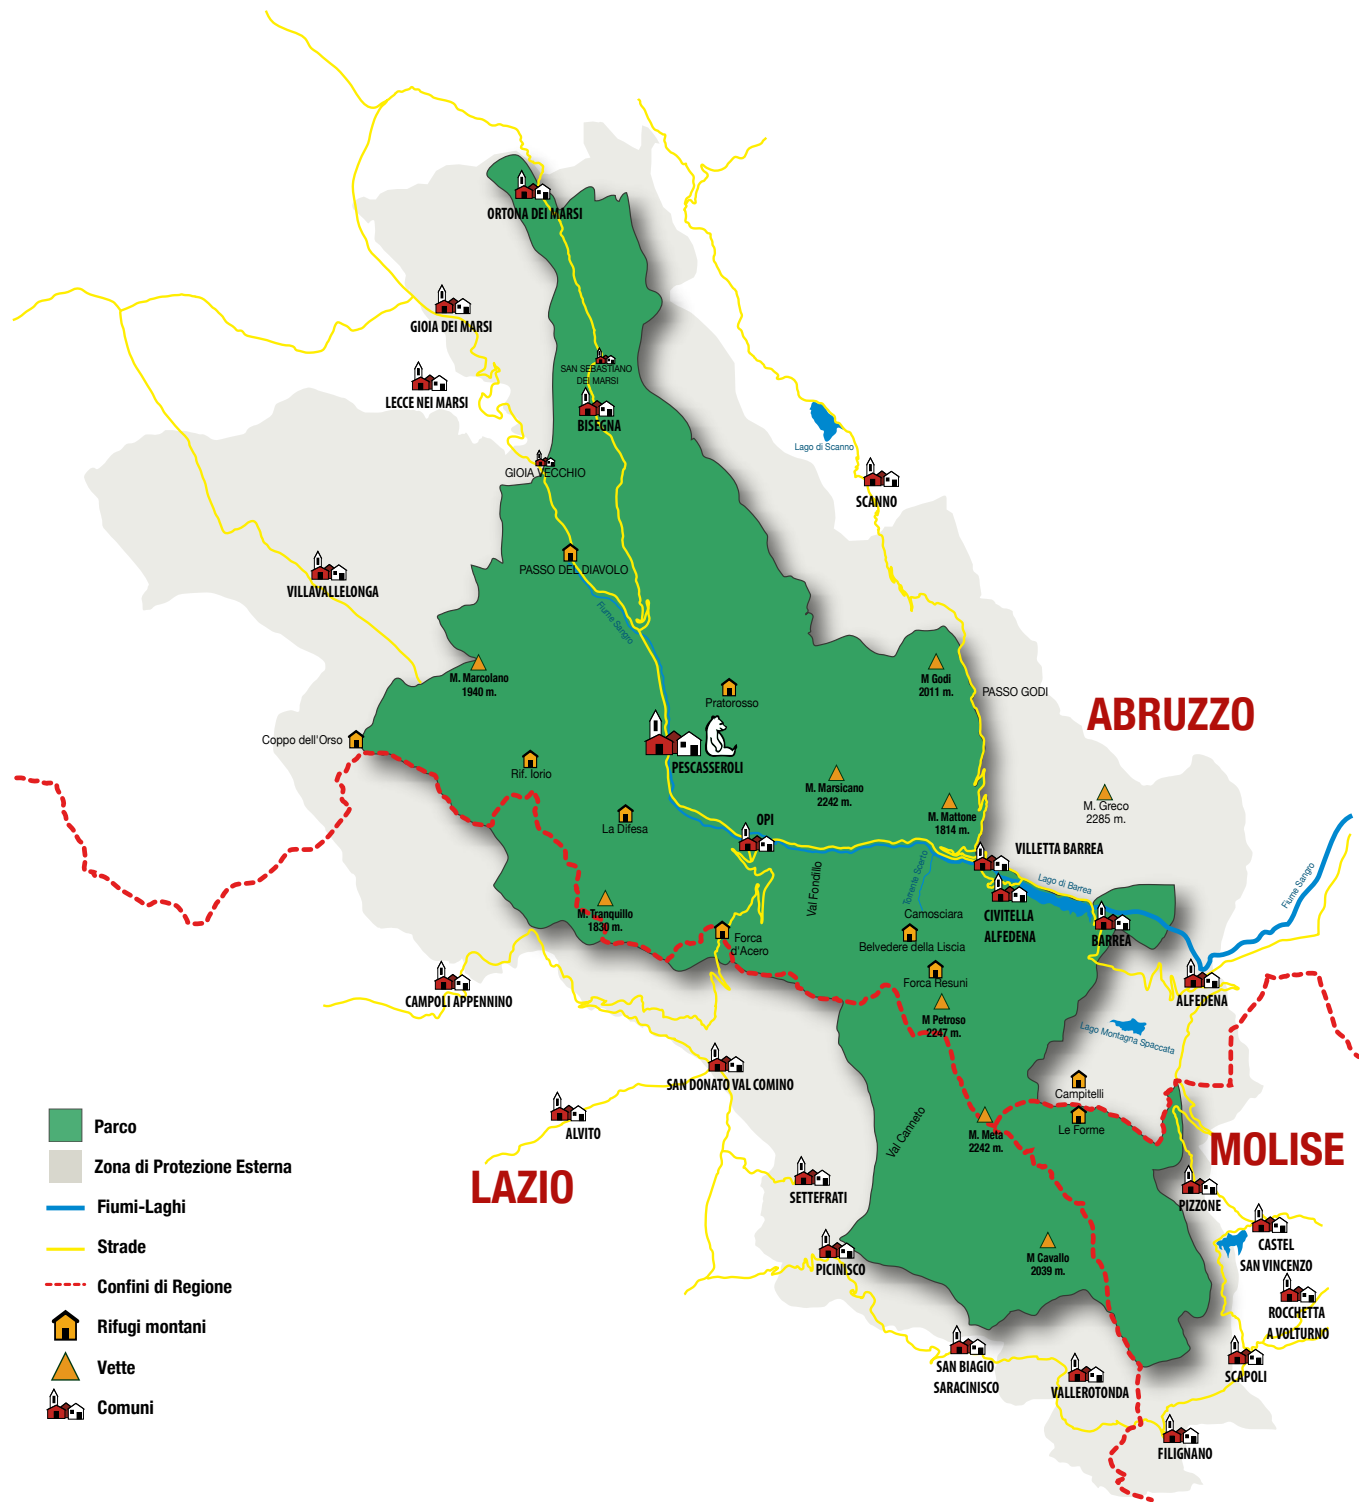 ORTONA DEI MARSI
GIOIA DEI MARSI
SAN SEBASTIANO
DEI MARSI
LECCE NEI MARSI
BISEGNA
Lago di Scanno
GIOIA VECCHIO
SCANNO
PASSO DEL DIAVOLO
VILLAVALLELONGA
Fiume Sangro
M. Marcolano
1940 m.
M Godi
2011 m.
PASSO GODI
Pratorosso
ABRUZZO
Coppo dell'Orso
PESCASSEROLI
Rif. Iorio
M. Marsicano
2242 m.
M. Greco
2285 m.
M. Mattone
1814 m.
La Difesa
OPI
VILLETTA BARREA
Lago di Barrea
Fiume Sangro
Val Fondillo
Torrente Scerto
M. Tranquillo
1830 m.
Camosciara
CIVITELLA
ALFEDENA
Forca
d'Acero
Belvedere della Liscia
BARREA
Forca Resuni
CAMPOLI APPENNINO
ALFEDENA
M Petroso
2247 m.
Lago Montagna Spaccata
SAN DONATO VAL COMINO
Campitelli
Le Forme
ALVITO
Val Canneto
M. Meta
2242 m.
MOLISE
LAZIO
SETTEFRATI
PIZZONE
CASTEL
SAN VINCENZO
M Cavallo
2039 m.
PICINISCO
ROCCHETTA
A VOLTURNO
SAN BIAGIO
SARACINISCO
VALLEROTONDA
SCAPOLI
FILIGNANO
Parco
Zona di Protezione Esterna
Fiumi-Laghi
Strade
Confini di Regione
Rifugi montani
Vette
Comuni